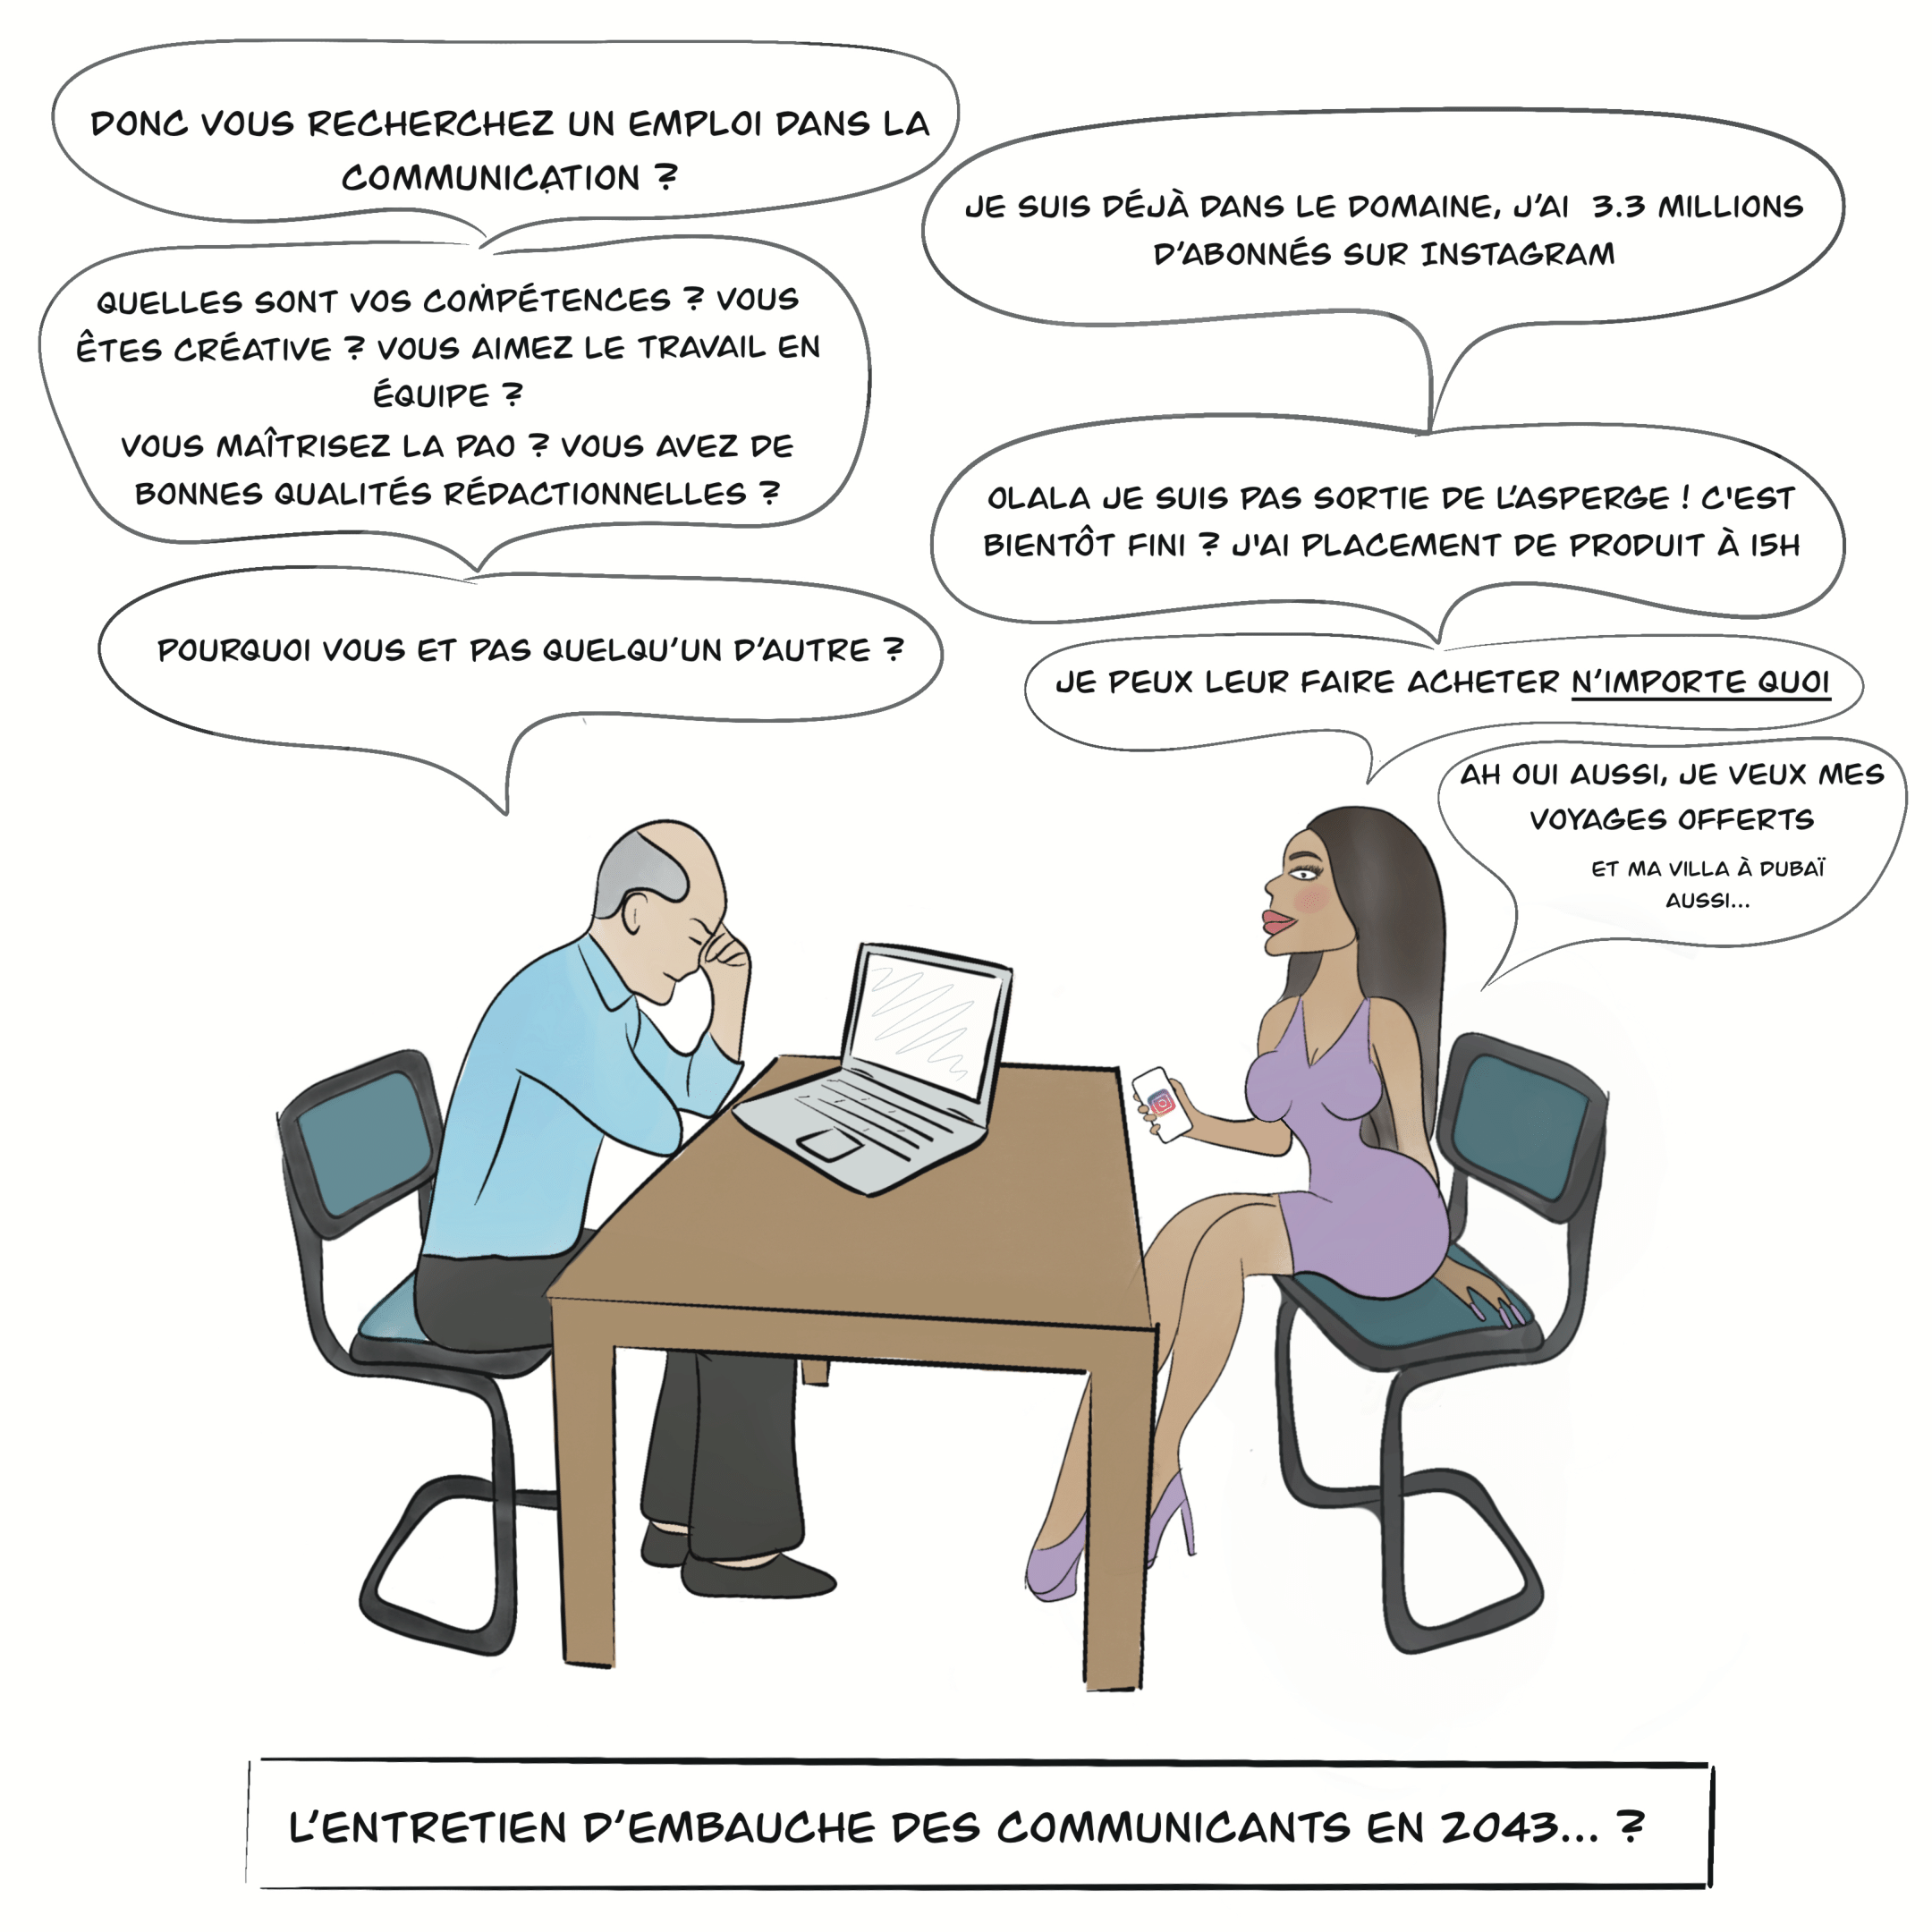 DONC VOUS RECHERCHEZ UN EMPLOI DANS LA
COMMUNICATION ?
JE SUIS DÉJÀ DANS LE DOMAINE, J'AI 3.3 MILLIONS
D'ABONNÉS SUR INSTAGRAM
QUELLES SONT VOS COMPÉTENCES ? VOUS
ÊTES CRÉATIVE ? VOUS AIMEZ LE TRAVAIL EN
ÉQUIPE ?
VOUS MAÎTRISEZ LA PAO ? VOUS AVEZ DE
BONNES QUALITÉS RÉDACTIONNELLES ?
OLALA JE SUIS PAS SORTIE DE L'ASPERGE ! C'EST
BIENTÔT FINI ? J'AI PLACEMENT DE PRODUIT À 15H
POURQUOI VOUS ET PAS QUELQU'UN D'AUTRE ?
JE PEUX LEUR FAIRE ACHETER N'IMPORTE QUOI
AH OUI AUSSI, JE VEUX MES
VOYAGES OFFERTS
ET MA VILLA À DUBAÏ
AUSSI...
L'ENTRETIEN D'EMBAUCHE DES COMMUNICANTS EN 2043... ?